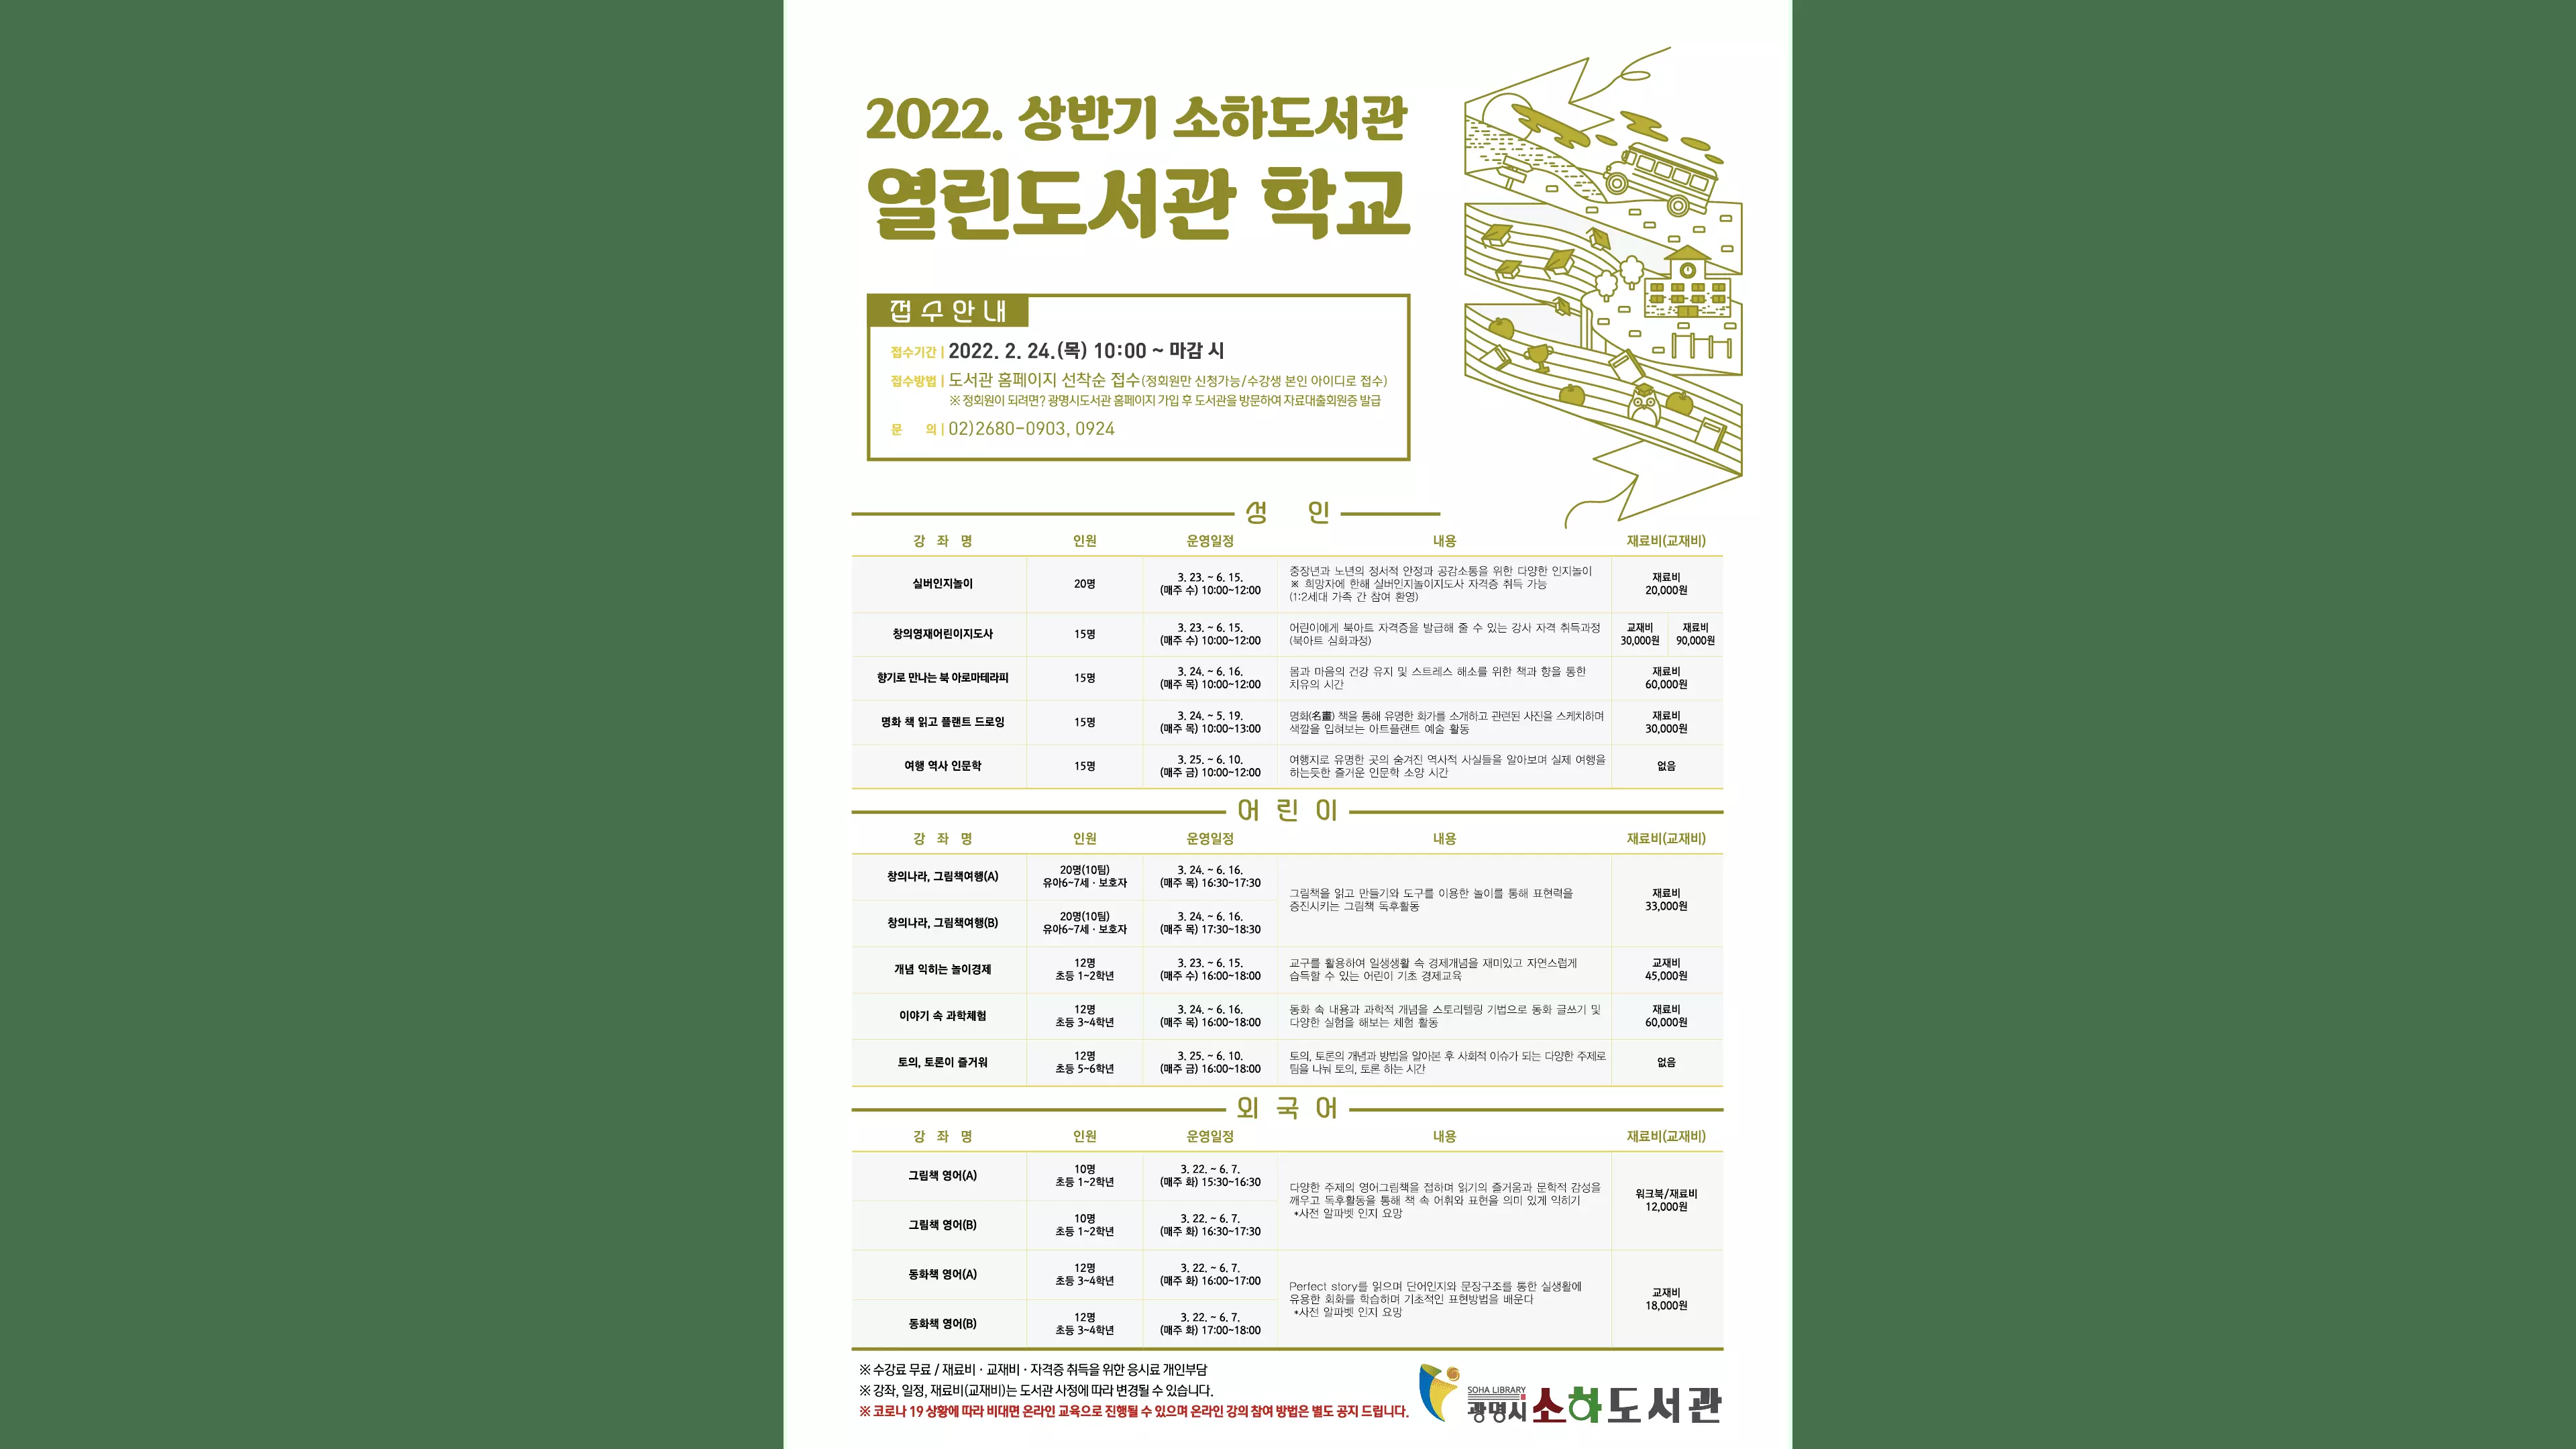 2022. 상반기 소하도서관
열린도서관 학교
접수안내
접수기간 | 2022. 2. 24.(목) 10:00 ~ 마감 시
접수방법 | 도서관 홈페이지 선착순 접수(정회원만 신청가능/수강생 본인 아이디로 접수)
※ 정회원이 되려면? 광명시도서관 홈페이지 가입 후 도서관을 방문하여 자료대출회원증 발급
문 의 | 02)2680-0903, 0924
성 인
강 좌 명 인원 운영일정 내용 재료비(교재비)
실버인지놀이
20명
3. 23. ~ 6. 15.
(매주 수) 10:00~12:00
중장년과 노년의 정서적 안정과 공감소통을 위한 다양한 인지놀이
※ 희망자에 한해 실버인지놀이지도사 자격증 취득 가능
(1:2세대 가족 간 참여 환영)
재료비
20,000원
창의영재어린이지도사
15명
3. 23. ~ 6. 15.
(매주 수) 10:00~12:00
어린이에게 북아트 자격증을 발급해 줄 수 있는 강사 자격 취득과정
(북아트 심화과정)
교재비
30,000원
재료비
90,000원
향기로 만나는 북 아로마테라피
15명
3. 24. ~ 6. 16.
(매주 목) 10:00~12:00
몸과 마음의 건강 유지 및 스트레스 해소를 위한 책과 향을 통한
치유의 시간
재료비
60,000원
명화 책 읽고 플랜트 드로잉
15명
3. 24. ~ 5. 19.
(매주 목) 10:00~13:00
명화(名畫) 책을 통해 유명한 화가를 소개하고 관련된 사진을 스케치하며
색깔을 입혀보는 아트플랜트 예술 활동
재료비
30,000원
여행 역사 인문학
15명
3. 25. ~ 6. 10.
(매주 금) 10:00~12:00
여행지로 유명한 곳의 숨겨진 역사적 사실들을 알아보며 실제 여행을
하는듯한 즐거운 인문학 소양 시간
없음
어 린 이
강 좌 명 인원 운영일정 내용 재료비(교재비)
창의나라, 그림책여행(A)
20명(10팀)
유아6~7세 · 보호자
3. 24. ~ 6. 16.
(매주 목) 16:30~17:30
그림책을 읽고 만들기와 도구를 이용한 놀이를 통해 표현력을
증진시키는 그림책 독후활동
재료비
33,000원
창의나라, 그림책여행(B)
20명(10팀)
유아6~7세 · 보호자
3. 24. ~ 6. 16.
(매주 목) 17:30~18:30
개념 익히는 놀이경제
12명
초등 1~2학년
3. 23. ~ 6. 15.
(매주 수) 16:00~18:00
교구를 활용하여 일생생활 속 경제개념을 재미있고 자연스럽게
습득할 수 있는 어린이 기초 경제교육
교재비
45,000원
이야기 속 과학체험
12명
초등 3~4학년
3. 24. ~ 6. 16.
(매주 목) 16:00~18:00
동화 속 내용과 과학적 개념을 스토리텔링 기법으로 동화 글쓰기 및
다양한 실험을 해보는 체험 활동
재료비
60,000원
토의, 토론이 즐거워
12명
초등 5~6학년
3. 25. ~ 6. 10.
(매주 금) 16:00~18:00
토의, 토론의 개념과 방법을 알아본 후 사회적 이슈가 되는 다양한 주제로
팀을 나눠 토의, 토론 하는 시간
없음
외 국 어
강 좌 명 인원 운영일정 내용 재료비(교재비)
그림책 영어(A)
10명
초등 1~2학년
3. 22. ~ 6. 7.
(매주 화) 15:30~16:30
다양한 주제의 영어그림책을 접하며 읽기의 즐거움과 문학적 감성을
깨우고 독후활동을 통해 책 속 어휘와 표현을 의미 있게 익히기
*사전 알파벳 인지 요망
워크북/재료비
12,000원
그림책 영어(B)
10명
초등 1~2학년
3. 22. ~ 6. 7.
(매주 화) 16:30~17:30
동화책 영어(A)
12명
초등 3~4학년
3. 22. ~ 6. 7.
(매주 화) 16:00~17:00
Perfect story를 읽으며 단어인지와 문장구조를 통한 실생활에
유용한 회화를 학습하며 기초적인 표현방법을 배운다
*사전 알파벳 인지 요망
교재비
18,000원
동화책 영어(B)
12명
초등 3~4학년
3. 22. ~ 6. 7.
(매주 화) 17:00~18:00
※ 수강료 무료 / 재료비 · 교재비 · 자격증 취득을 위한 응시료 개인부담
※ 강좌, 일정, 재료비(교재비)는 도서관 사정에 따라 변경될 수 있습니다.
※ 코로나 19 상황에 따라 비대면 온라인 교육으로 진행될 수 있으며 온라인 강의 참여 방법은 별도 공지 드립니다.
SOHA LIBRARY
광명시 소하도서관